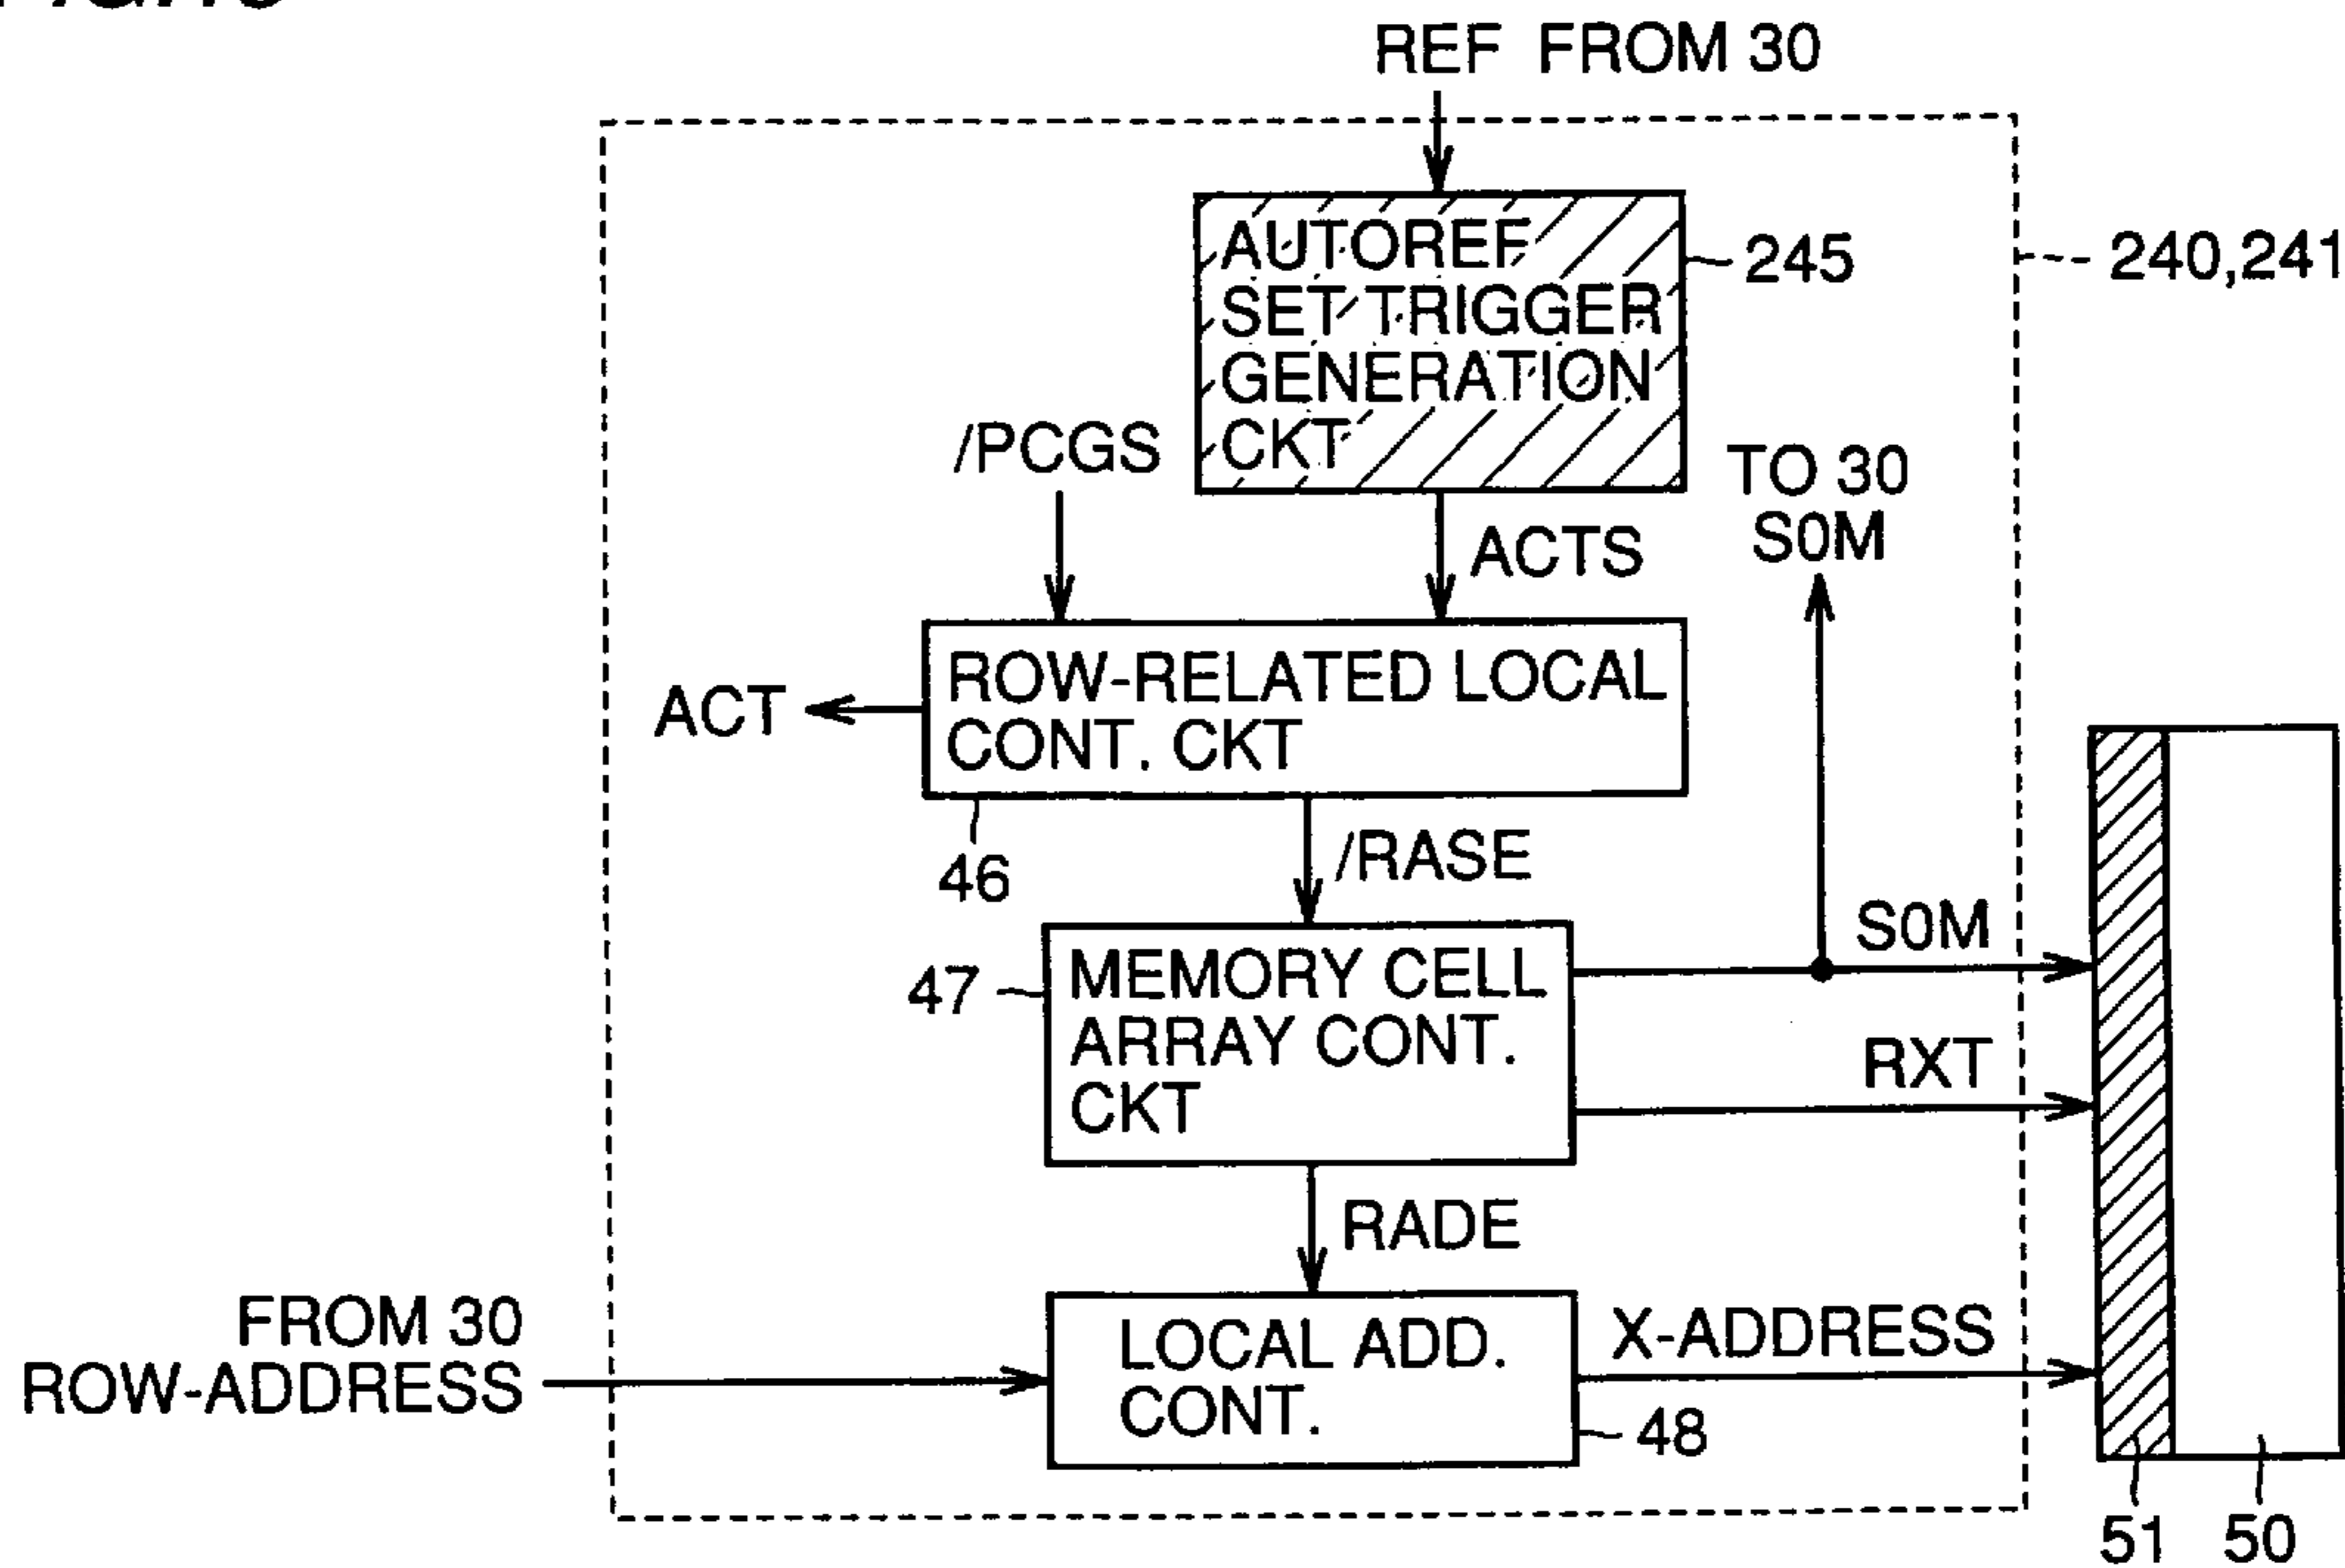 REF FROM 30
AUTOREF
SET TRIGGER
GENERATION
CKT
245
240,241
/PCGS
TO 30
S0M
ACTS
ROW-RELATED LOCAL
CONT. CKT
ACT
46
/RASE
S0M
MEMORY CELL
ARRAY CONT.
CKT
47
RXT
RADE
FROM 30
ROW-ADDRESS
LOCAL ADD.
CONT.
X-ADDRESS
48
51
50